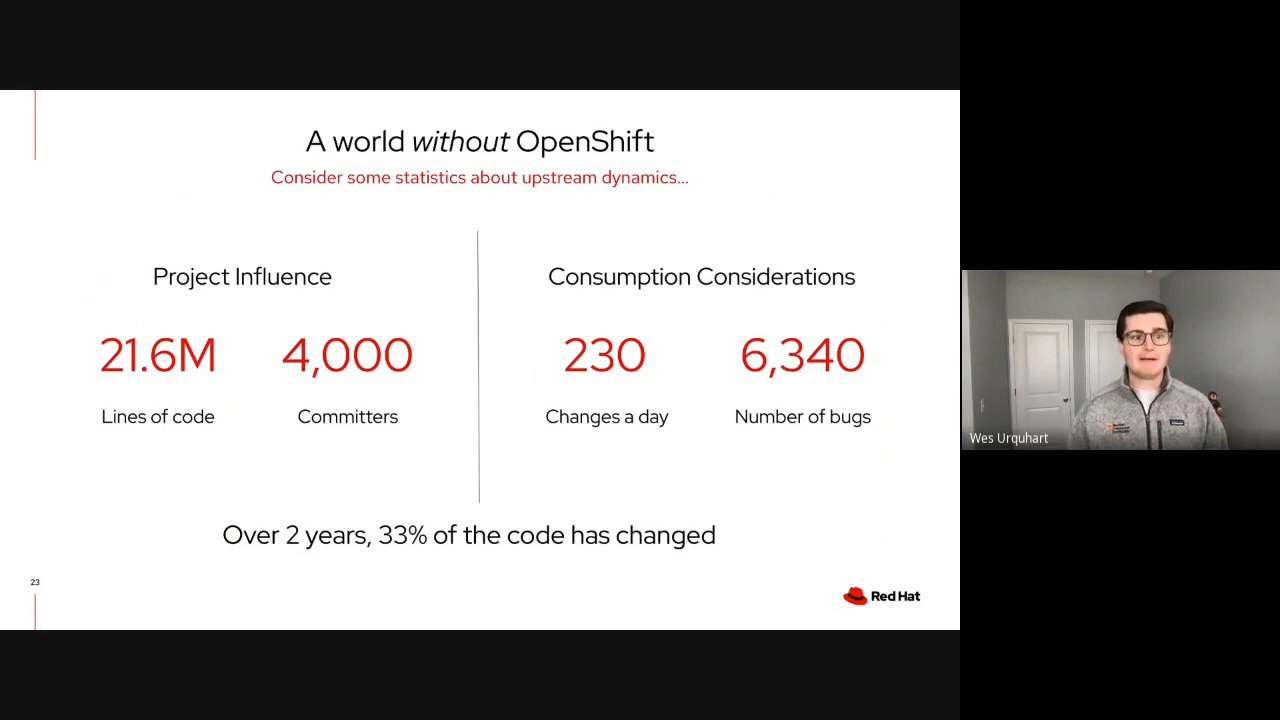 A world without OpenShift
Consider some statistics about upstream dynamics...
Project Influence
21.6M
4,000
Lines of code
Committers
Consumption Considerations
230
6,340
Changes a day
Number of bugs
Over 2 years, 33% of the code has changed
23
Red Hat
Wes Urquhart